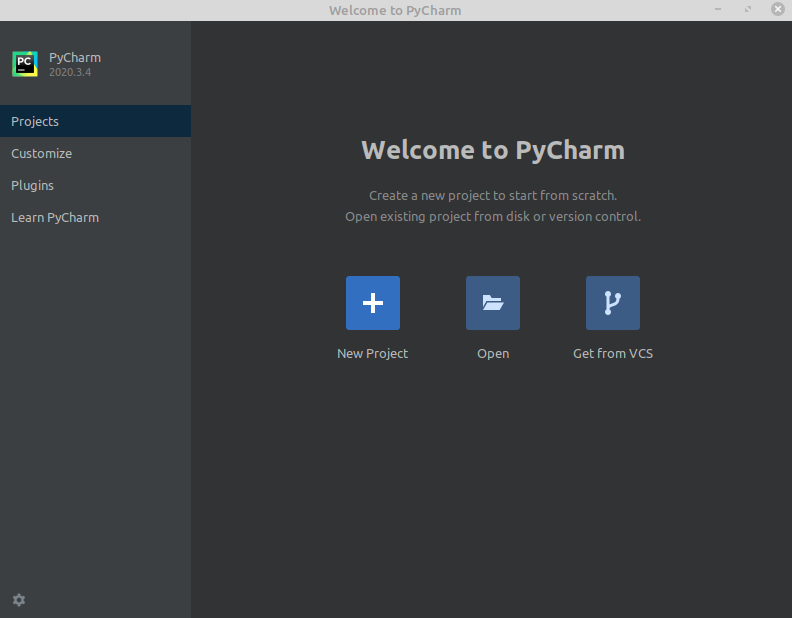 Welcome to PyCharm
PC
PyCharm
2020.3.4
Projects
Customize
Plugins
Learn PyCharm
Welcome to PyCharm
Create a new project to start from scratch.
Open existing project from disk or version control.
New Project
Open
Get from VCS